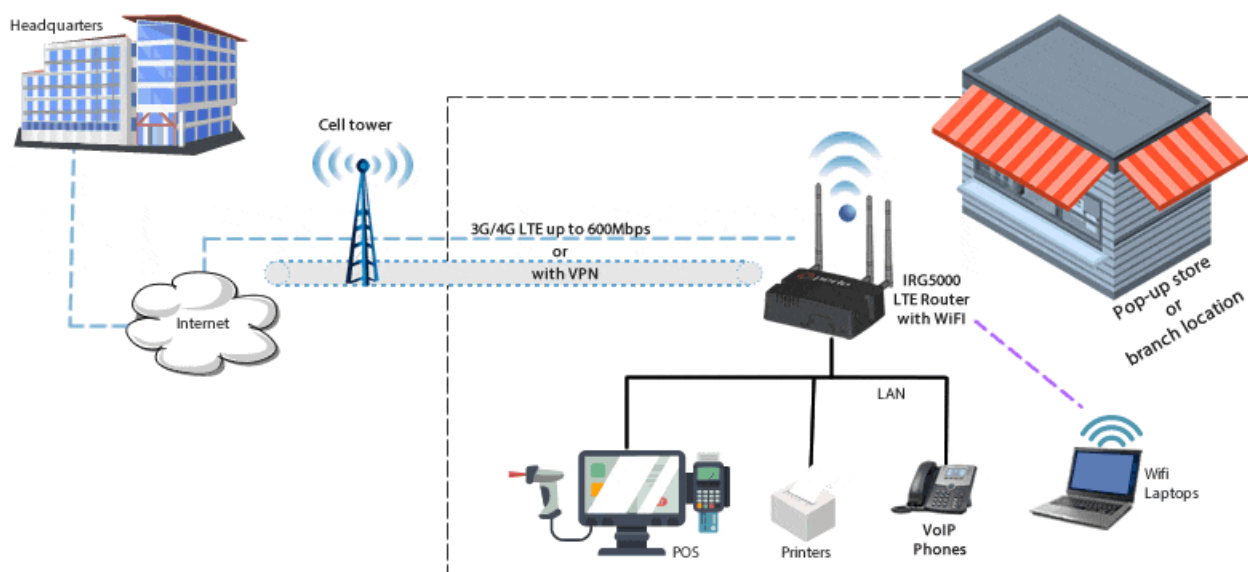 Headquarters
Cell tower
3G/4G LTE up to 600Mbps
or
with VPN
Internet
perle
IRG5000
LTE Router
with WiFI
Pop-up store
or
branch location
LAN
POS
Printers
VoIP
Phones
Wifi
Laptops